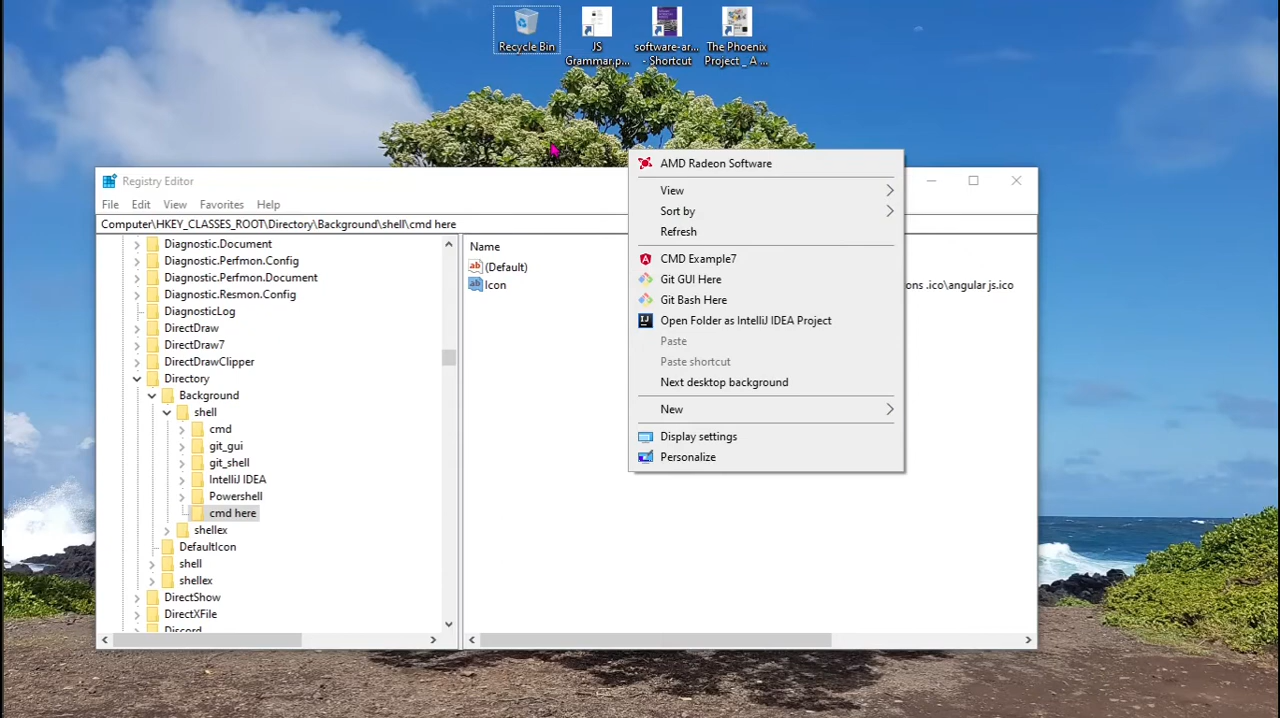 Recycle Bin
JS
Grammar.p...
software-ar...
- Shortcut
The Phoenix
Project _ A ...
Registry Editor
File Edit View Favorites Help
Computer\HKEY_CLASSES_ROOT\Directory\Background\shell\cmd here
Diagnostic.Document
Diagnostic.Perfmon.Config
Diagnostic.Perfmon.Document
Diagnostic.Resmon.Config
DiagnosticLog
DirectDraw
DirectDraw7
DirectDrawClipper
Directory
Background
shell
cmd
git_gui
git_shell
IntelliJ IDEA
Powershell
cmd here
shellex
DefaultIcon
shell
shellex
DirectShow
DirectXFile
Discord
Name
ab (Default)
ab Icon
ons .ico\angular js.ico
AMD Radeon Software
View
Sort by
Refresh
CMD Example7
Git GUI Here
Git Bash Here
IJ Open Folder as IntelliJ IDEA Project
Paste
Paste shortcut
Next desktop background
New
Display settings
Personalize